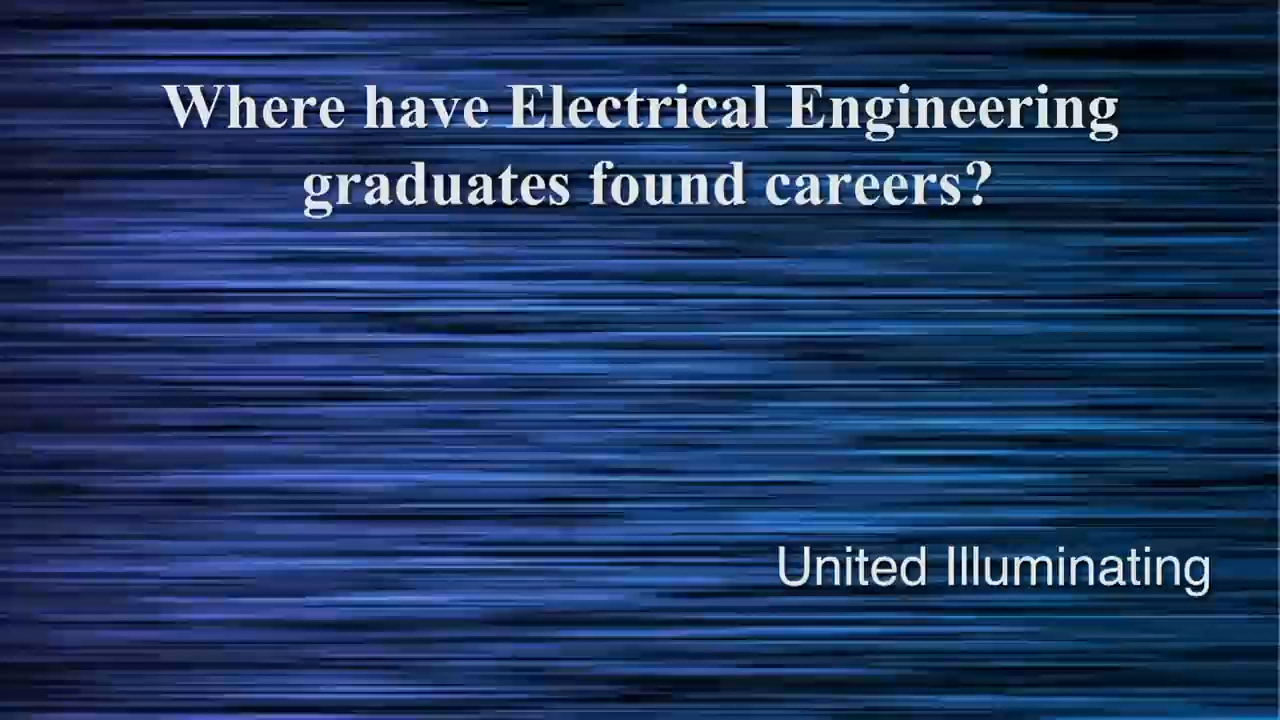 Where have Electrical Engineering
graduates found careers?
United Illuminating